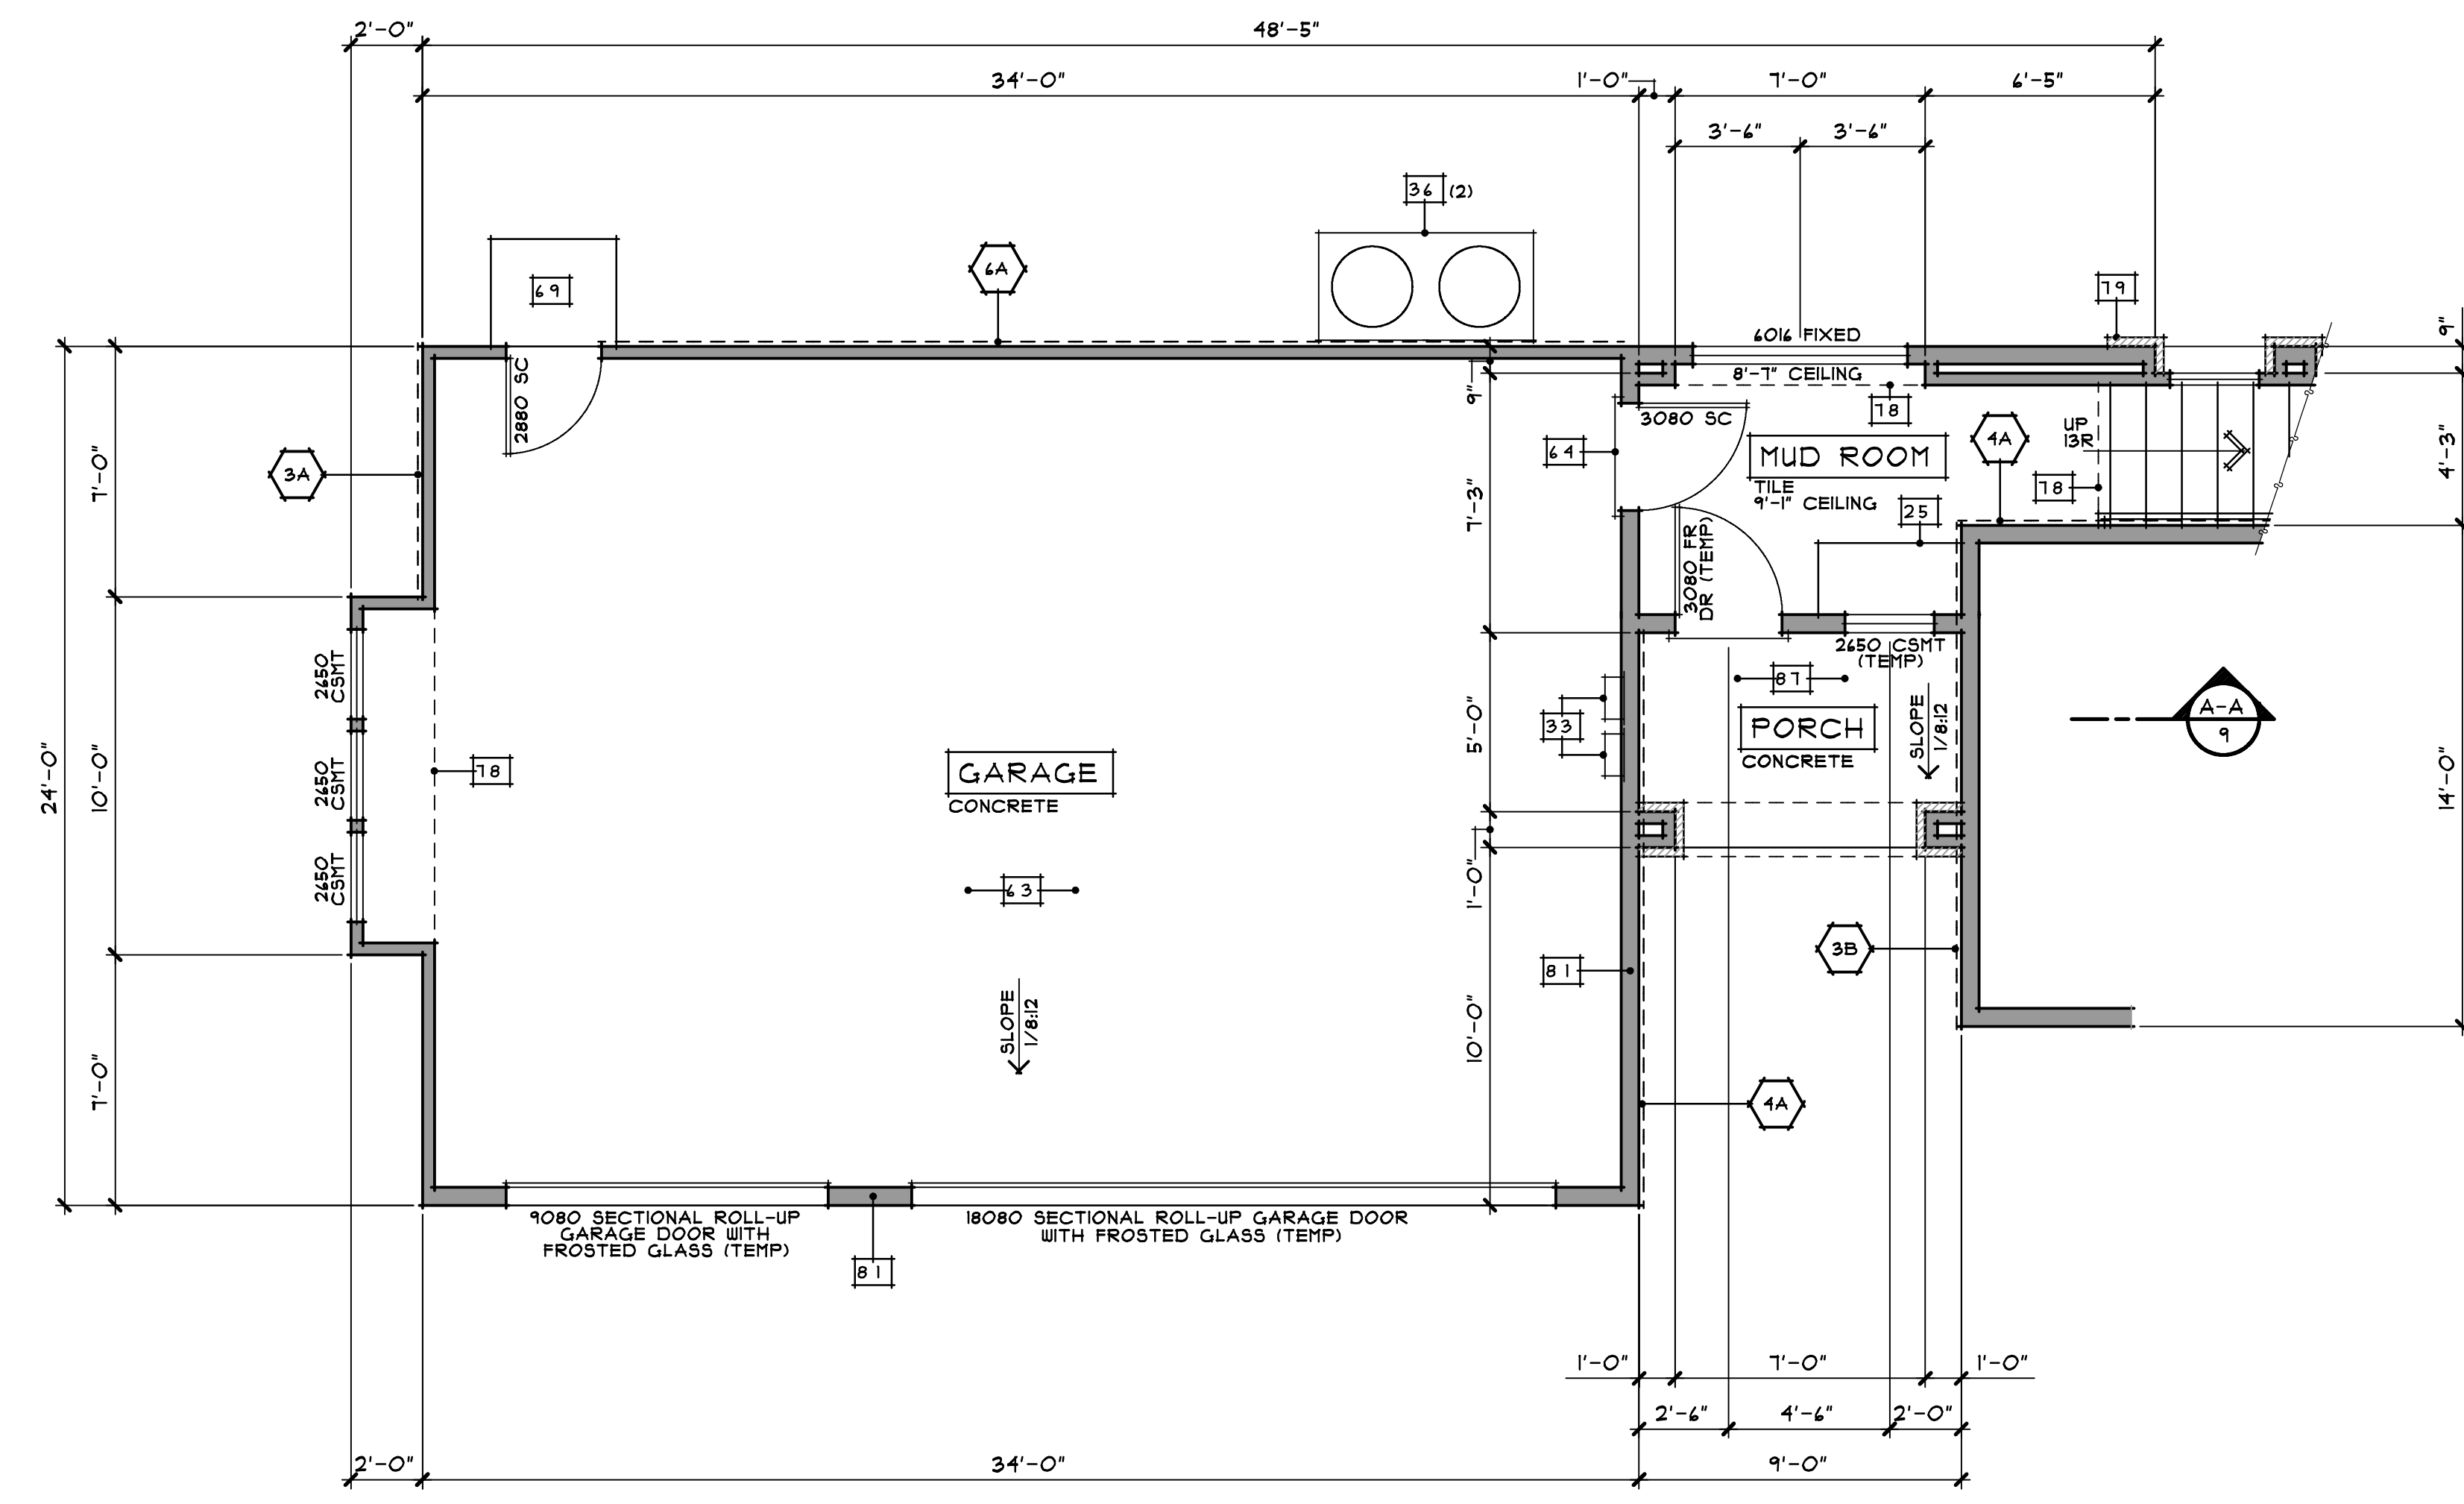 2'-0"
48'-5"
34'-0"
1'-0"
7'-0"
6'-5"
3'-6"
3'-6"
36 (2)
6A
69
79
9"
6016 FIXED
8'-7" CEILING
2880 SC
9"
78
3080 SC
4A
UP
13R
4'-3"
64
MUD ROOM
TILE
9'-1" CEILING
3A
7'-0"
7'-3"
78
25
3080 FR
DR (TEMP)
2650
CSMT
2650 CSMT
(TEMP)
87
33
5'-0"
PORCH
CONCRETE
SLOPE
1/8:12
A-A
9
24'-0"
10'-0"
2650
CSMT
78
GARAGE
CONCRETE
14'-0"
2650
CSMT
63
1'-0"
3B
81
SLOPE
1/8:12
10'-0"
7'-0"
4A
9080 SECTIONAL ROLL-UP
GARAGE DOOR WITH
FROSTED GLASS (TEMP)
18080 SECTIONAL ROLL-UP GARAGE DOOR
WITH FROSTED GLASS (TEMP)
81
1'-0"
7'-0"
1'-0"
2'-6"
4'-6"
2'-0"
2'-0"
34'-0"
9'-0"